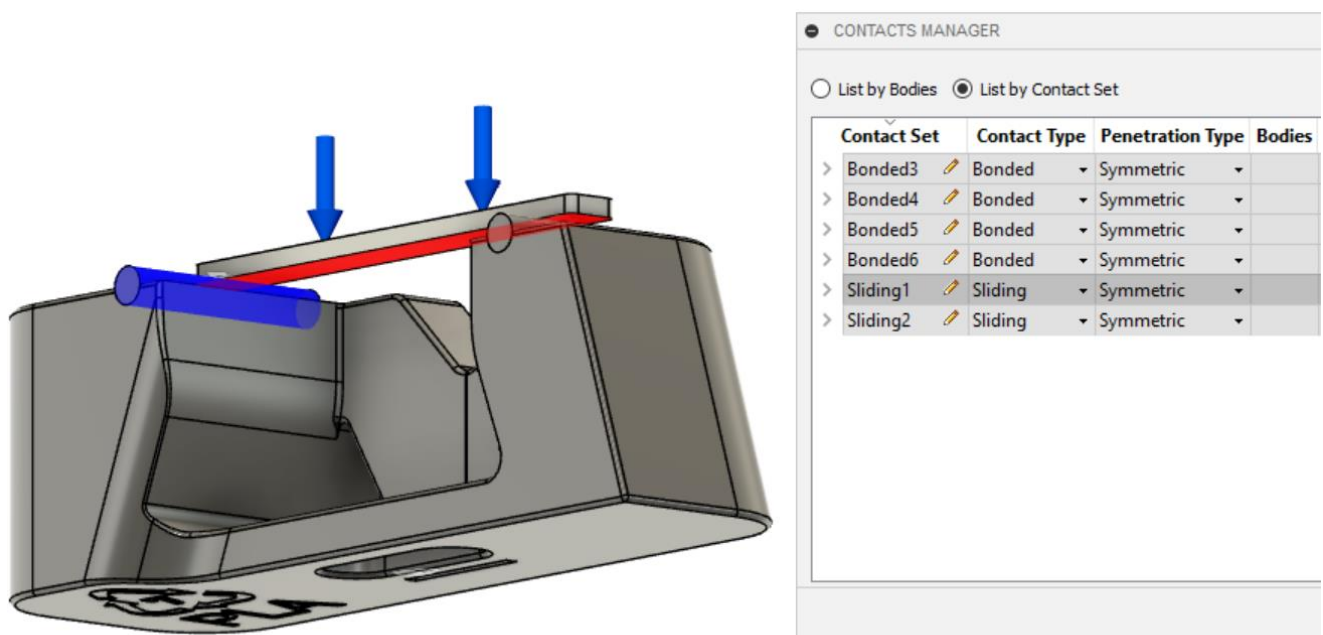 CONTACTS MANAGER
List by Bodies List by Contact Set
Contact Set Contact Type Penetration Type Bodies
Bonded3 Bonded Symmetric
Bonded4 Bonded Symmetric
Bonded5 Bonded Symmetric
Bonded6 Bonded Symmetric
Sliding1 Sliding Symmetric
Sliding2 Sliding Symmetric
PLA